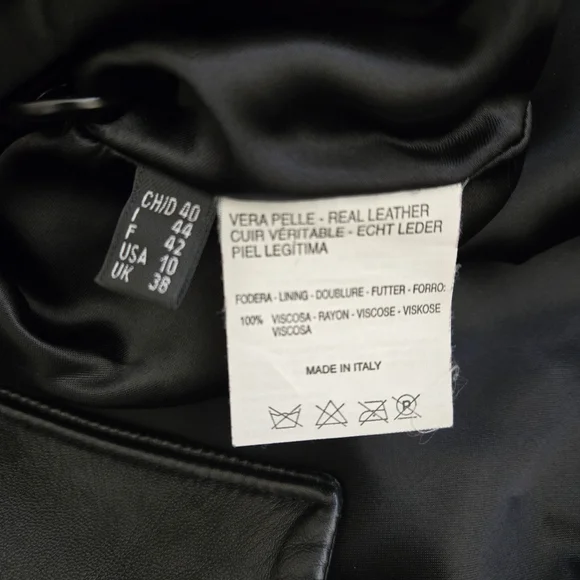 CH/D 40
I 44
F 42
USA 10
UK 38
VERA PELLE - REAL LEATHER
CUIR VÉRITABLE - ECHT LEDER
PIEL LEGÍTIMA
FODERA - LINING - DOUBLURE - FUTTER - FORRO:
100% VISCOSA - RAYON - VISCOSE - VISKOSE
VISCOSA
MADE IN ITALY
P